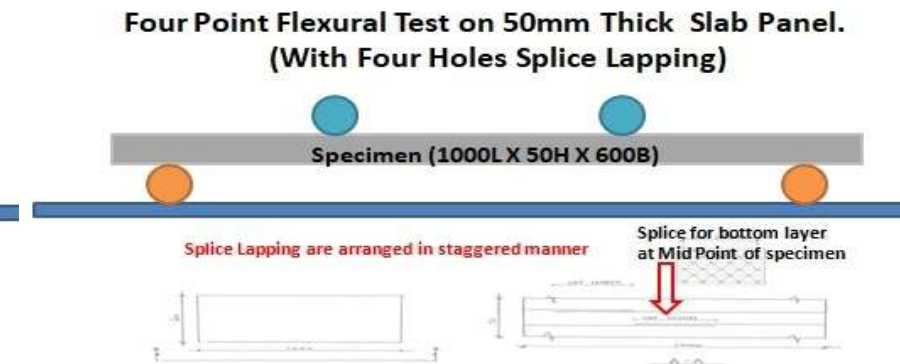 Four Point Flexural Test on 50mm Thick Slab Panel.
(With Four Holes Splice Lapping)
Specimen (1000L X 50H X 600B)
Splice for bottom layer
at Mid Point of specimen
Splice Lapping are arranged in staggered manner